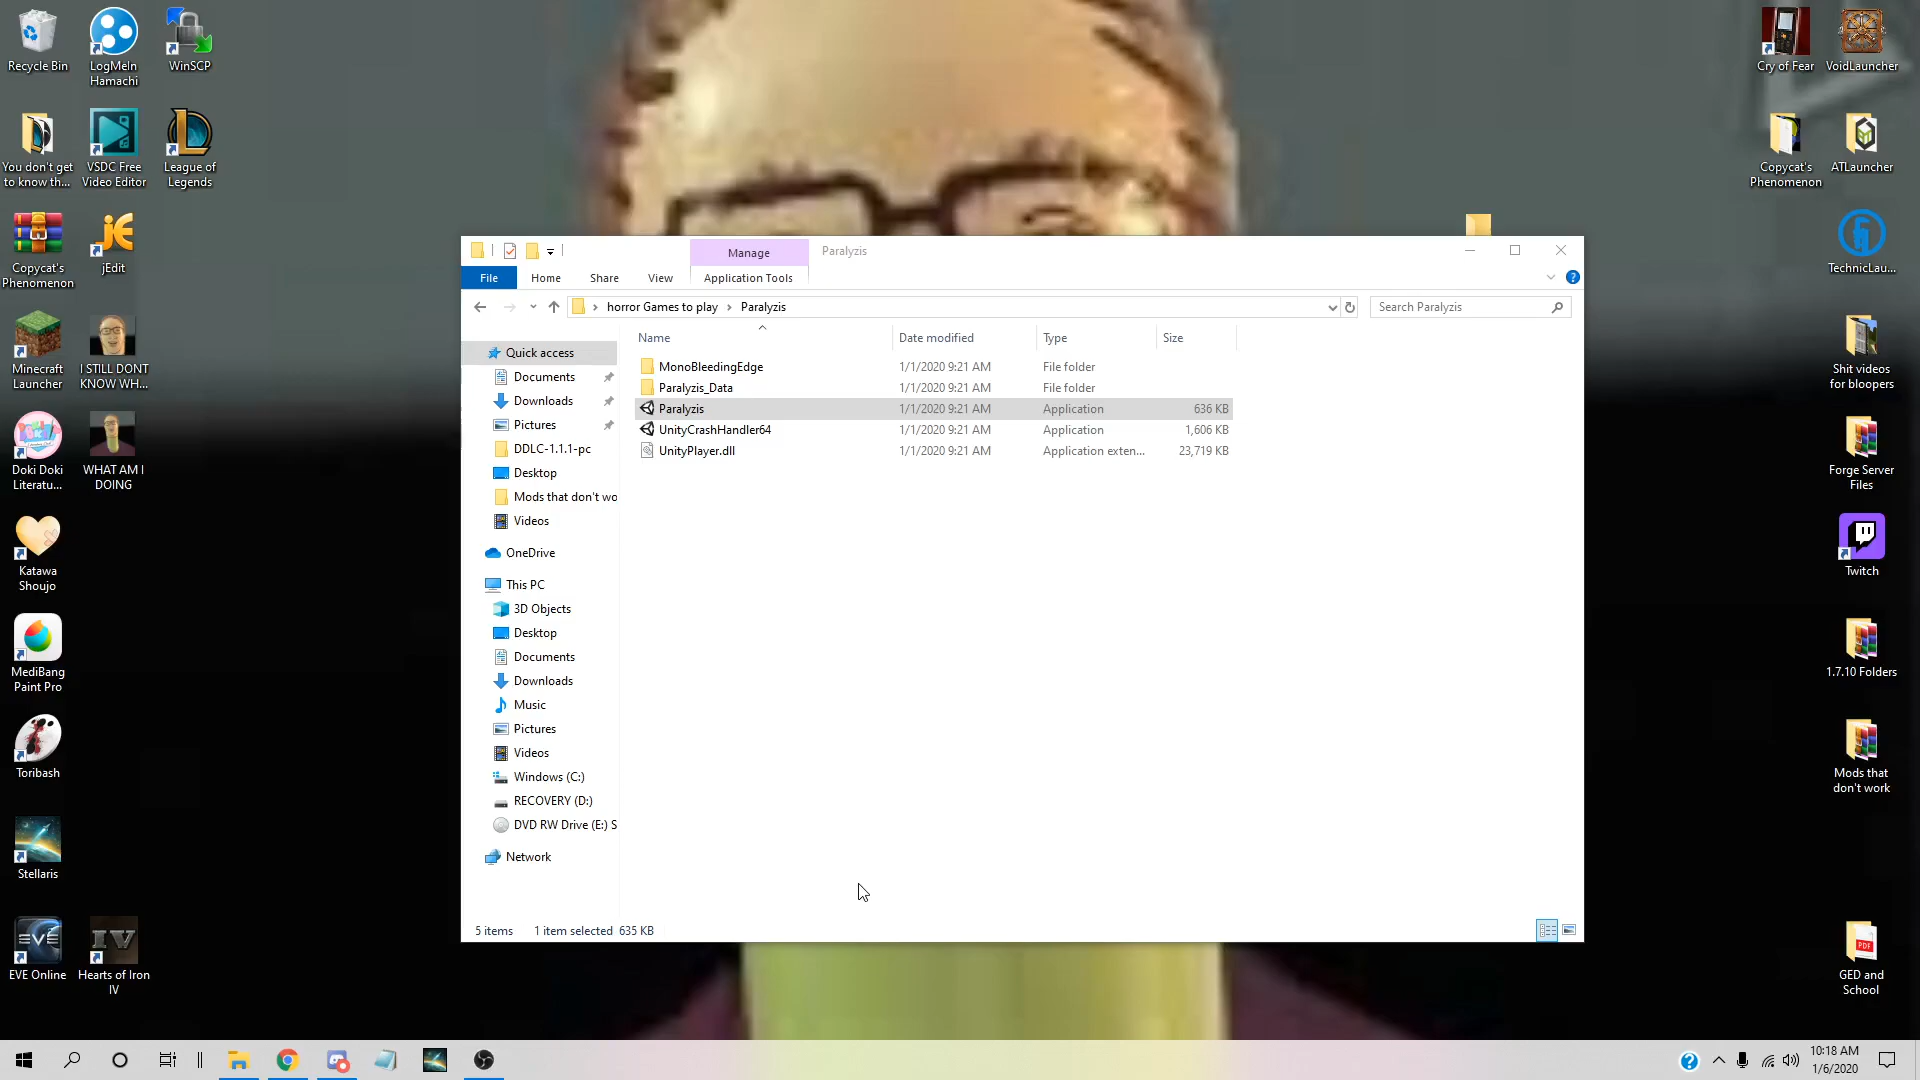 Recycle Bin
LogMeIn
Hamachi
WinSCP
You don't get
to know th...
VSDC Free
Video Editor
League of
Legends
Copycat's
Phenomenon
jEdit
Minecraft
Launcher
I STILL DONT
KNOW WH...
Doki Doki
Literatu...
WHAT AM I
DOING
Katawa
Shoujo
MediBang
Paint Pro
Toribash
Stellaris
EVE
EVE Online
IV
Hearts of Iron
IV
Manage
Paralyzis
File
Home
Share
View
Application Tools
horror Games to play
Paralyzis
Search Paralyzis
Quick access
Documents
Downloads
Pictures
DDLC-1.1.1-pc
Desktop
Mods that don't wo
Videos
OneDrive
This PC
3D Objects
Desktop
Documents
Downloads
Music
Pictures
Videos
Windows (C:)
RECOVERY (D:)
DVD RW Drive (E:) S
Network
Name Date modified Type Size
MonoBleedingEdge 1/1/2020 9:21 AM File folder
Paralyzis_Data 1/1/2020 9:21 AM File folder
Paralyzis 1/1/2020 9:21 AM Application 636 KB
UnityCrashHandler64 1/1/2020 9:21 AM Application 1,606 KB
UnityPlayer.dll 1/1/2020 9:21 AM Application exten... 23,719 KB
5 items 1 item selected 635 KB
Cry of Fear
VoidLauncher
Copycat's
Phenomenon
ATLauncher
TechnicLau...
Shit videos
for bloopers
Forge Server
Files
Twitch
1.7.10 Folders
Mods that
don't work
PDF
GED and
School
10:18 AM
1/6/2020